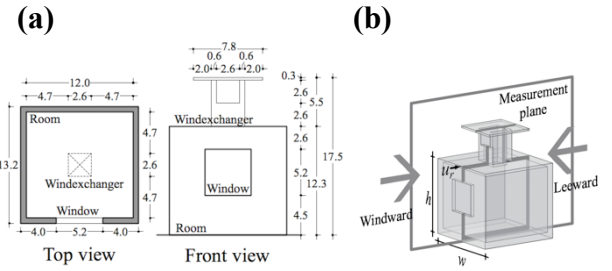 (a)
12.0
4.7 2.6 4.7
Room
4.7
13.2
2.6
Windexchanger
4.7
Window
4.0 5.2 4.0
Top view
7.8
0.6 0.6
2.0 2.6 2.0
0.3
2.6
5.5
Windexchanger
2.6
2.6
17.5
5.2
12.3
Window
4.5
Room
Front view
(b)
Measurement
plane
u_r
Leeward
Windward
h
w